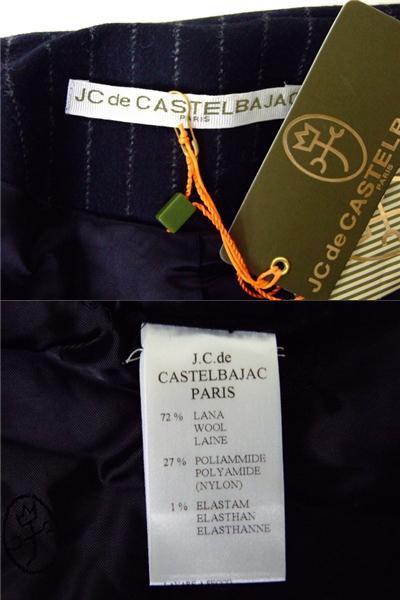 JC de CASTELBAJAC
PARIS
JC de CASTELBAJAC
PARIS
J.C.de
CASTELBAJAC
PARIS
72% LANA
WOOL
LAINE
27% POLIAMMIDE
POLYAMIDE
(NYLON)
1% ELASTAM
ELASTHAN
ELASTHANNE